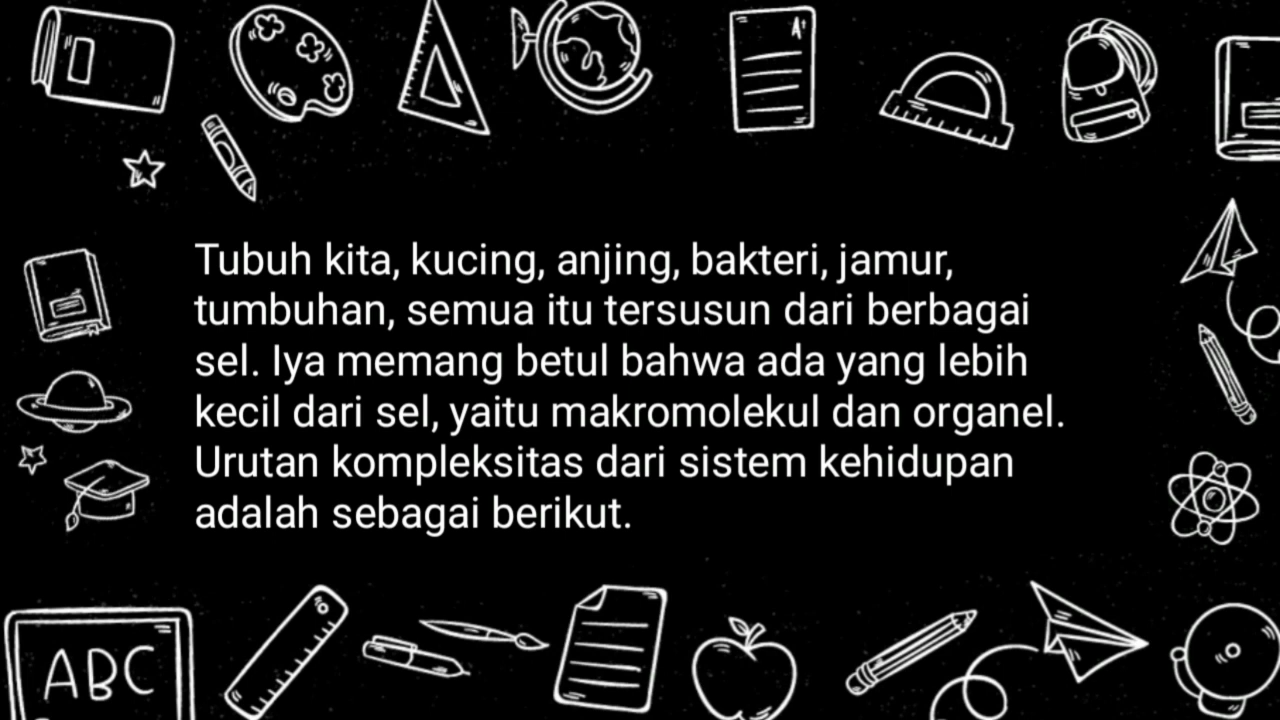 A+
Tubuh kita, kucing, anjing, bakteri, jamur,
tumbuhan, semua itu tersusun dari berbagai
sel. Iya memang betul bahwa ada yang lebih
kecil dari sel, yaitu makromolekul dan organel.
Urutan kompleksitas dari sistem kehidupan
adalah sebagai berikut.
ABC